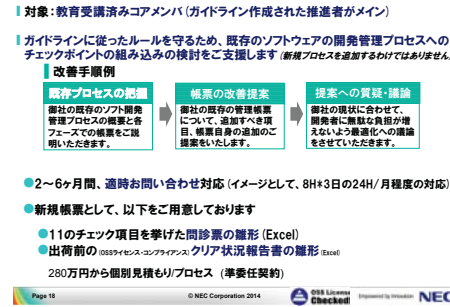 対象：教育受講済みコアメンバ（ガイドライン作成された推進者がメイン）
ガイドラインに沿ったルールを守るため、既存のソフトウェアの開発管理プロセスへの
チェックポイントの組み込みの検討をご支援します（新規プロセスを追加するわけではありません
改善手順例
既存プロセスの把握
御社の既存のソフト開発
管理プロセスの概要と各
フェーズでの帳票をご説
明いただきます。
帳票の改善提案
御社の既存の管理帳票
について、追加すべき項
目、帳票自身の追加のご
提案をいたします。
提案への質疑・議論
御社の現状に合わせて、
開発者に無駄な負担が増
えないよう最適化への議論
をさせていただきます。
●2～6ヶ月間、適時お問い合わせ対応（イメージとして、8H*3日の24H/月程度の対応）
●新規帳票として、以下をご用意しております
●11のチェック項目を挙げた問診票の雛形（Excel）
●出荷前の（OSSライセンス・コンプライアンス）クリア状況報告書の雛形（Excel）
280万円から個別見積もり/プロセス （準委任契約）
Page 18
© NEC Corporation 2014
OSS License
Checked!
Empowered by Innovation
NEC